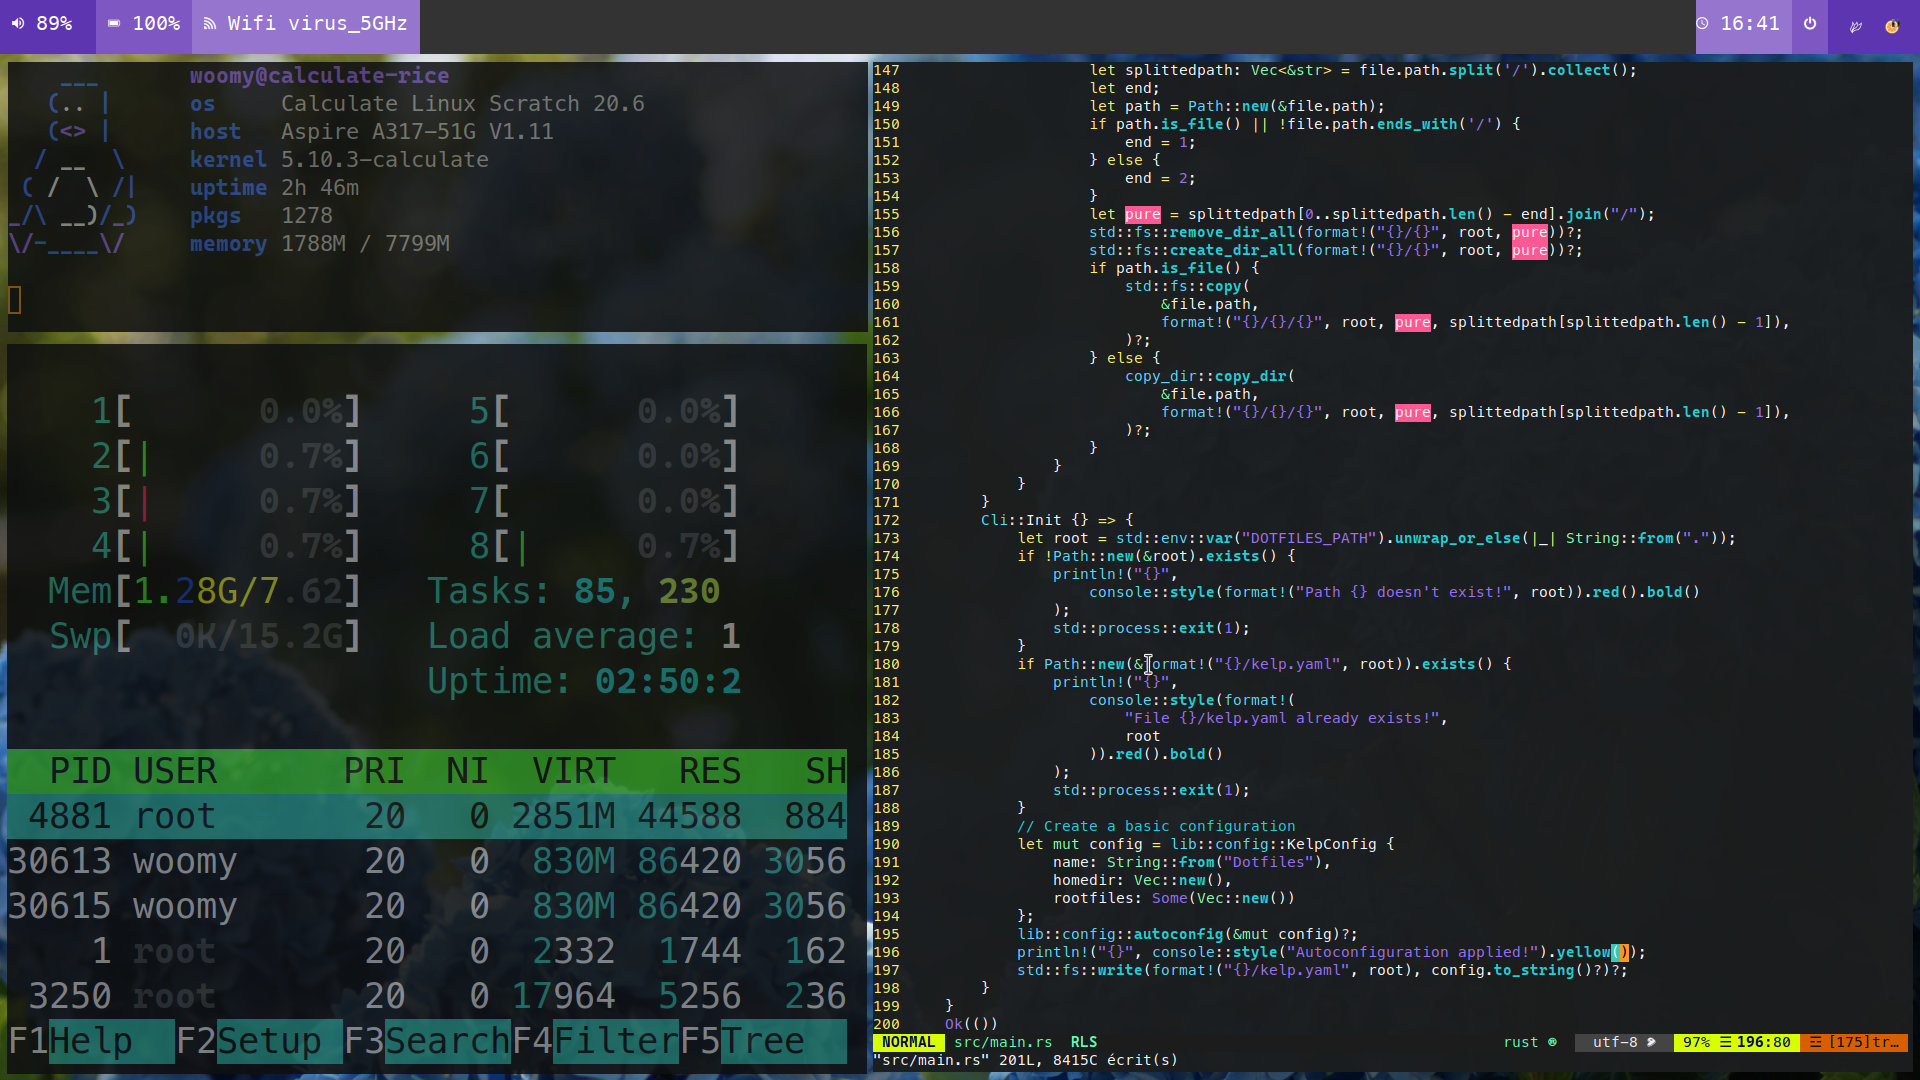 89% 100% Wifi virus_5GHz 16:41
___
(.. |
(<> |
/ __ \
( / \ /|
_/\ __)/_)
\/-____\/
woomy@calculate-rice
os Calculate Linux Scratch 20.6
host Aspire A317-51G V1.11
kernel 5.10.3-calculate
uptime 2h 46m
pkgs 1278
memory 1788M / 7799M
1[ 0.0%] 5[ 0.0%]
2[| 0.7%] 6[ 0.0%]
3[| 0.7%] 7[ 0.0%]
4[| 0.7%] 8[| 0.7%]
Mem[1.28G/7.62] Tasks: 85, 230
Swp[ 0K/15.2G] Load average: 1
Uptime: 02:50:2
PID USER PRI NI VIRT RES SH
4881 root 20 0 2851M 44588 884
30613 woomy 20 0 830M 86420 3056
30615 woomy 20 0 830M 86420 3056
1 root 20 0 2332 1744 162
3250 root 20 0 17964 5256 236
F1Help F2Setup F3SearchF4FilterF5Tree
147 let splittedpath: Vec<&str> = file.path.split('/').collect();
148 let end;
149 let path = Path::new(&file.path);
150 if path.is_file() || !file.path.ends_with('/') {
151 end = 1;
152 } else {
153 end = 2;
154 }
155 let pure = splittedpath[0..splittedpath.len() - end].join("/");
156 std::fs::remove_dir_all(format!("{}/{}", root, pure))?;
157 std::fs::create_dir_all(format!("{}/{}", root, pure))?;
158 if path.is_file() {
159 std::fs::copy(
160 &file.path,
161 format!("{}/{}/{}", root, pure, splittedpath[splittedpath.len() - 1]),
162 )?;
163 } else {
164 copy_dir::copy_dir(
165 &file.path,
166 format!("{}/{}/{}", root, pure, splittedpath[splittedpath.len() - 1]),
167 )?;
168 }
169 }
170 }
171 }
172 Cli::Init {} => {
173 let root = std::env::var("DOTFILES_PATH").unwrap_or_else(|_| String::from("."));
174 if !Path::new(&root).exists() {
175 println!("{}",
176 console::style(format!("Path {} doesn't exist!", root)).red().bold()
177 );
178 std::process::exit(1);
179 }
180 if Path::new(&format!("{}/kelp.yaml", root)).exists() {
181 println!("{}",
182 console::style(format!(
183 "File {}/kelp.yaml already exists!",
184 root
185 )).red().bold()
186 );
187 std::process::exit(1);
188 }
189 // Create a basic configuration
190 let mut config = lib::config::KelpConfig {
191 name: String::from("Dotfiles"),
192 homedir: Vec::new(),
193 rootfiles: Some(Vec::new())
194 };
195 lib::config::autoconfig(&mut config)?;
196 println!("{}", console::style("Autoconfiguration applied!").yellow());
197 std::fs::write(format!("{}/kelp.yaml", root), config.to_string()?)?;
198 }
199 }
200 Ok(())
NORMAL src/main.rs RLS rust utf-8 97% ☰ 196:80 [175]tr…
"src/main.rs" 201L, 8415C écrit(s)